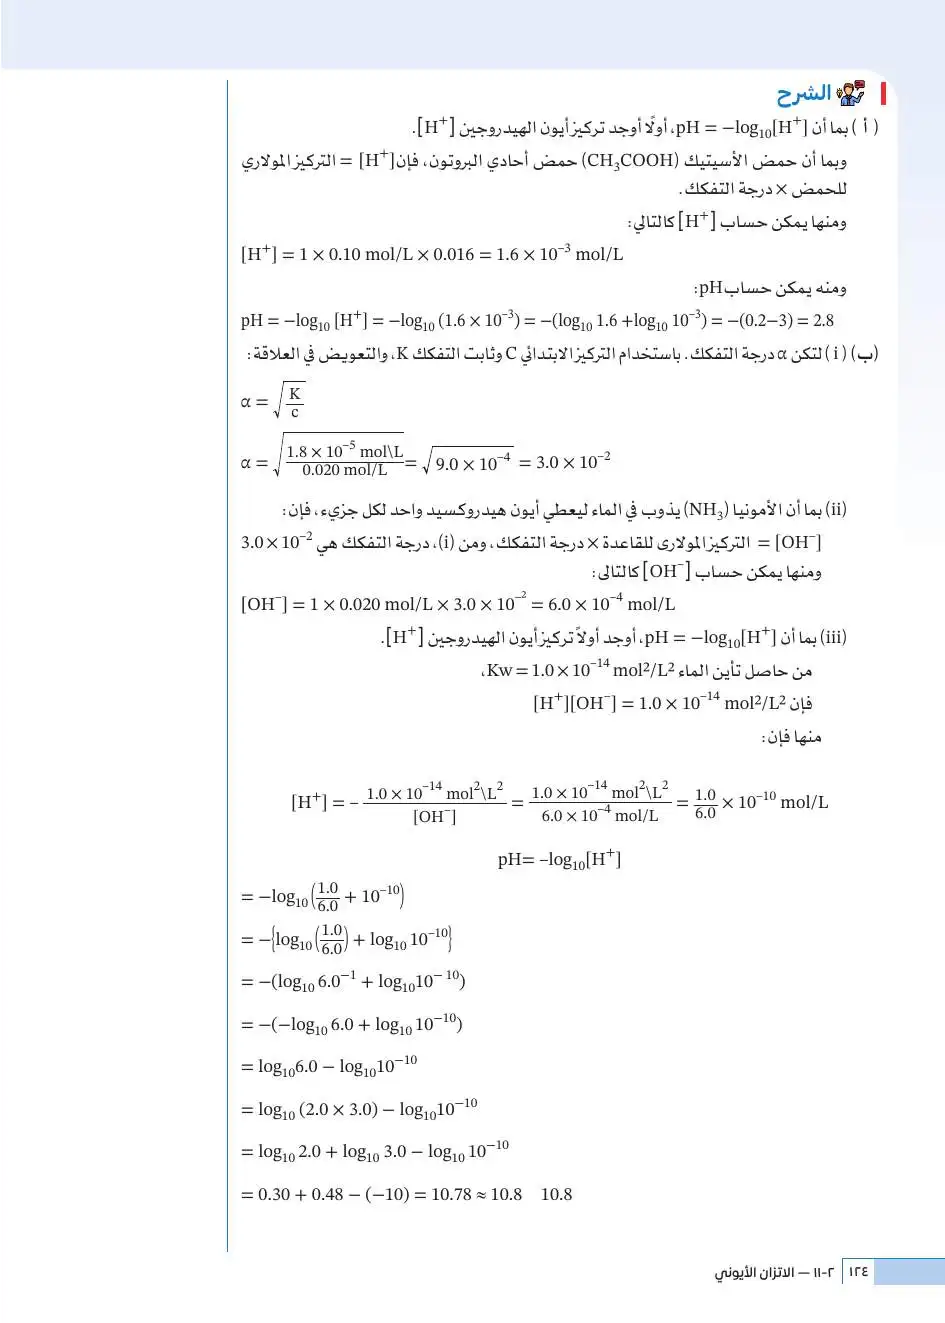 الشرح
( أ ) بما أن pH = −log₁₀[H⁺]، أولًا أوجد تركيز أيون الهيدروجين [H⁺].
وبما أن حمض الأسيتيك (CH₃COOH) حمض أحادي البروتون، فإن [H⁺] = التركيز المولاري
للحمض × درجة التفكك.
ومنها يمكن حساب [H⁺] كالتالي:
[H⁺] = 1 × 0.10 mol/L × 0.016 = 1.6 × 10⁻³ mol/L
ومنه يمكن حساب pH:
pH = −log₁₀ [H⁺] = −log₁₀ (1.6 × 10⁻³) = −(log₁₀ 1.6 +log₁₀ 10⁻³) = −(0.2−3) = 2.8
(ب) ( i ) لتكن α درجة التفكك. باستخدام التركيز الابتدائي C وثابت التفكك K، والتعويض في العلاقة:
α = √(K/c)
α = √(1.8 × 10⁻⁵ mol\L / 0.020 mol/L) = √(9.0 × 10⁻⁴) = 3.0 × 10⁻²
(ii) بما أن الأمونيا (NH₃) يذوب في الماء ليعطي أيون هيدروكسيد واحد لكل جزيء، فإن:
[OH⁻] = التركيز المولارى للقاعدة × درجة التفكك، ومن (i)، درجة التفكك هي 3.0 × 10⁻²
ومنها يمكن حساب [OH⁻] كالتالى:
[OH⁻] = 1 × 0.020 mol/L × 3.0 × 10⁻² = 6.0 × 10⁻⁴ mol/L
(iii) بما أن pH = −log₁₀[H⁺]، أوجد أولاً تركيز أيون الهيدروجين [H⁺].
من حاصل تأين الماء Kw = 1.0 × 10⁻¹⁴ mol²/L²،
فإن [H⁺][OH⁻] = 1.0 × 10⁻¹⁴ mol²/L²
منها فإن:
[H⁺] = − 1.0 × 10⁻¹⁴ mol²\L² / [OH⁻] = 1.0 × 10⁻¹⁴ mol²\L² / 6.0 × 10⁻⁴ mol/L = 1.0/6.0 × 10⁻¹⁰ mol/L
pH= −log₁₀[H⁺]
= −log₁₀(1.0/6.0 + 10⁻¹⁰)
= −{log₁₀(1.0/6.0) + log₁₀ 10⁻¹⁰}
= −(log₁₀ 6.0⁻¹ + log₁₀10⁻ ¹⁰)
= −(−log₁₀ 6.0 + log₁₀ 10⁻¹⁰)
= log₁₀6.0 − log₁₀10⁻¹⁰
= log₁₀ (2.0 × 3.0) − log₁₀10⁻¹⁰
= log₁₀ 2.0 + log₁₀ 3.0 − log₁₀ 10⁻¹⁰
= 0.30 + 0.48 − (−10) = 10.78 ≈ 10.8 10.8
١٢٤ ٢-١١ — الاتزان الأيوني